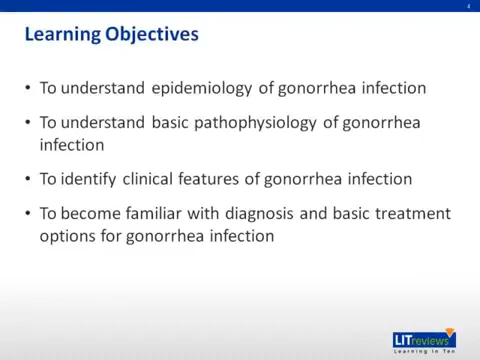 4
Learning Objectives
• To understand epidemiology of gonorrhea infection
• To understand basic pathophysiology of gonorrhea
infection
• To identify clinical features of gonorrhea infection
• To become familiar with diagnosis and basic treatment
options for gonorrhea infection
LITreviews
Learning in Ten